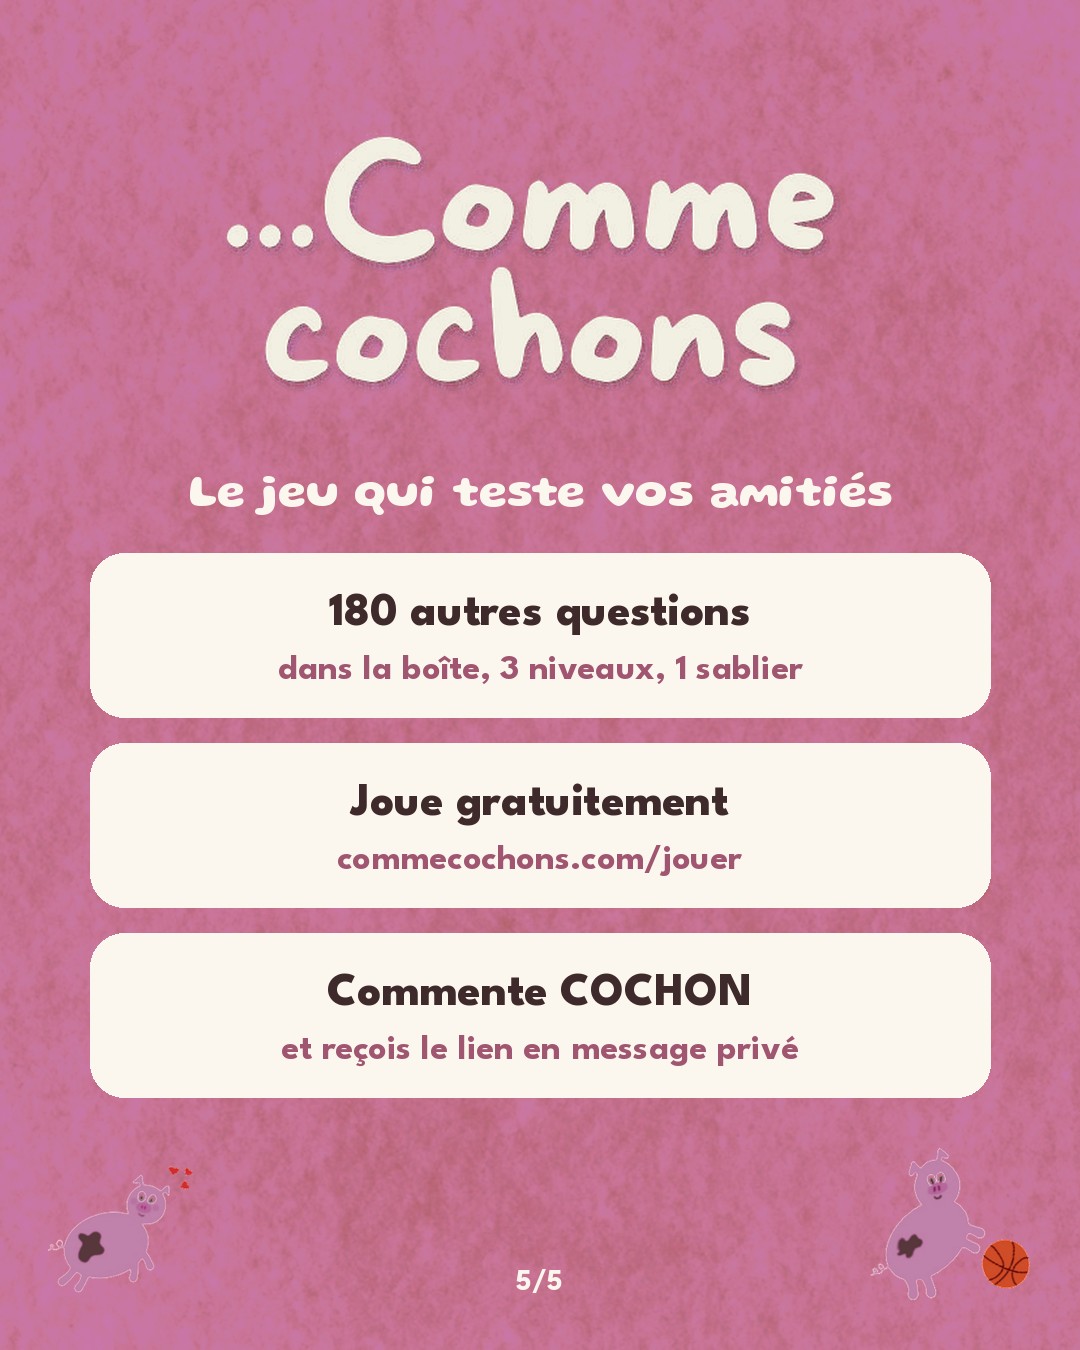 ...Comme
cochons
Le jeu qui teste vos amitiés
180 autres questions
dans la boîte, 3 niveaux, 1 sablier
Joue gratuitement
commecochons.com/jouer
Commente COCHON
et reçois le lien en message privé
5/5